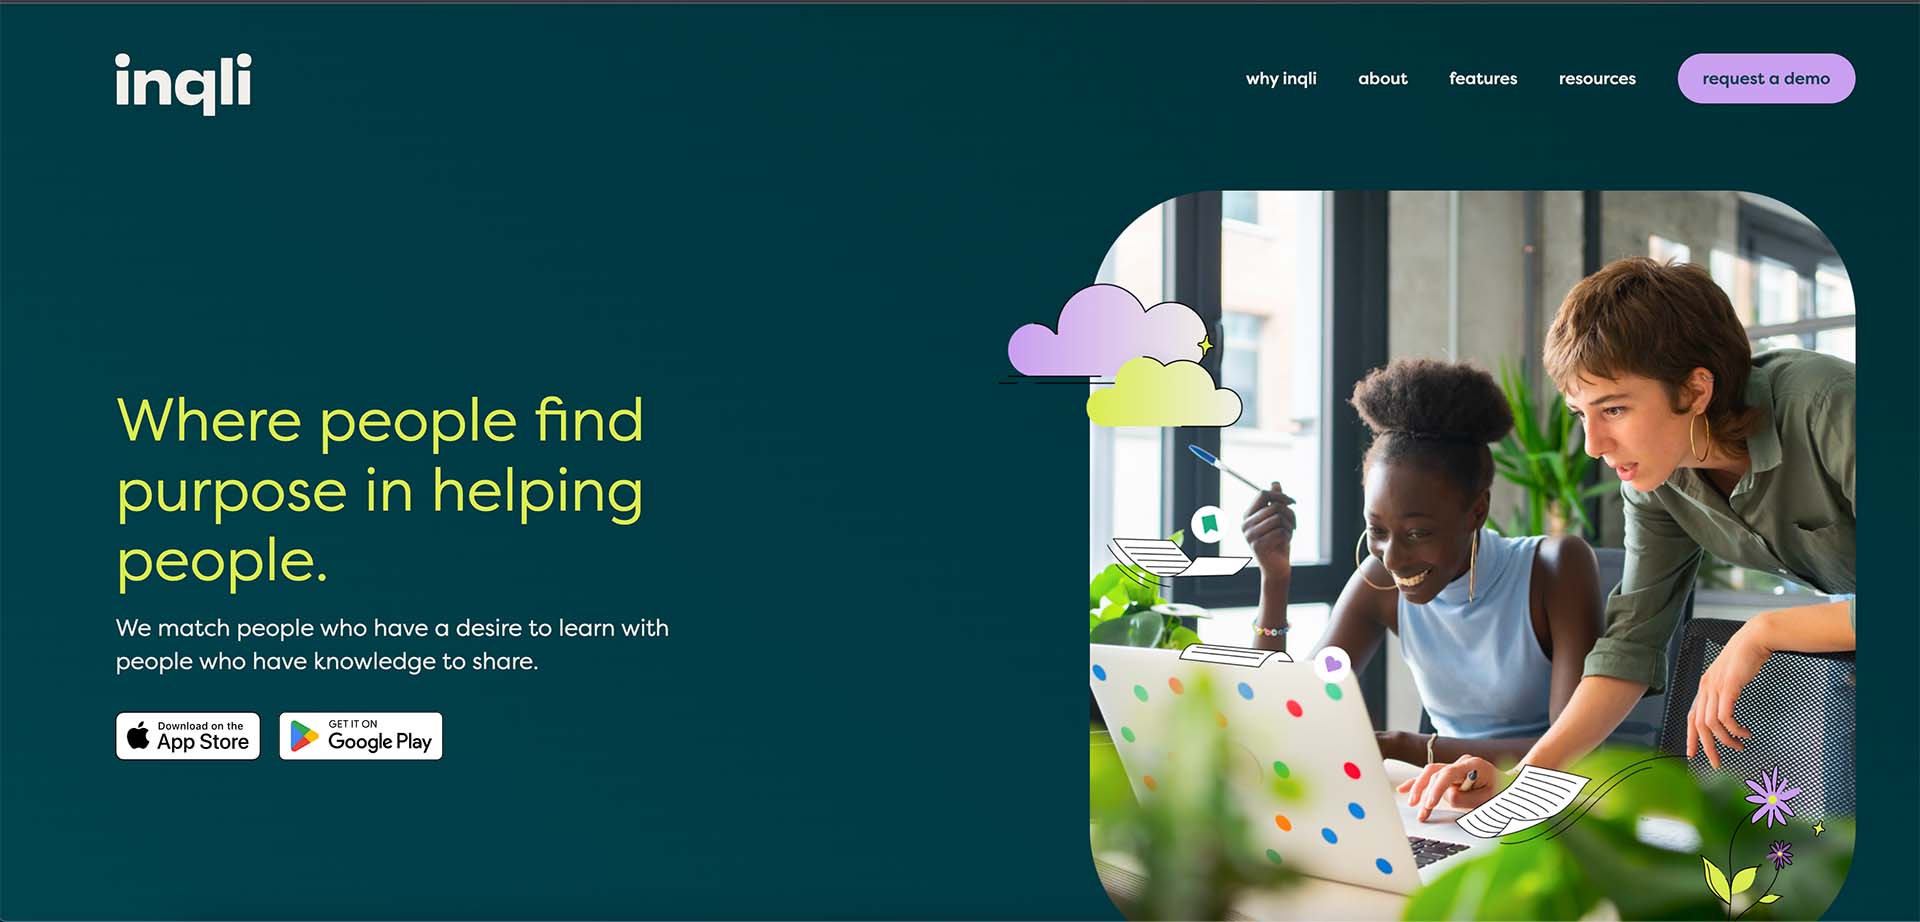 inqli
why inqli
about
features
resources
request a demo
Where people find
purpose in helping
people.
We match people who have a desire to learn with
people who have knowledge to share.
Download on the
App Store
GET IT ON
Google Play